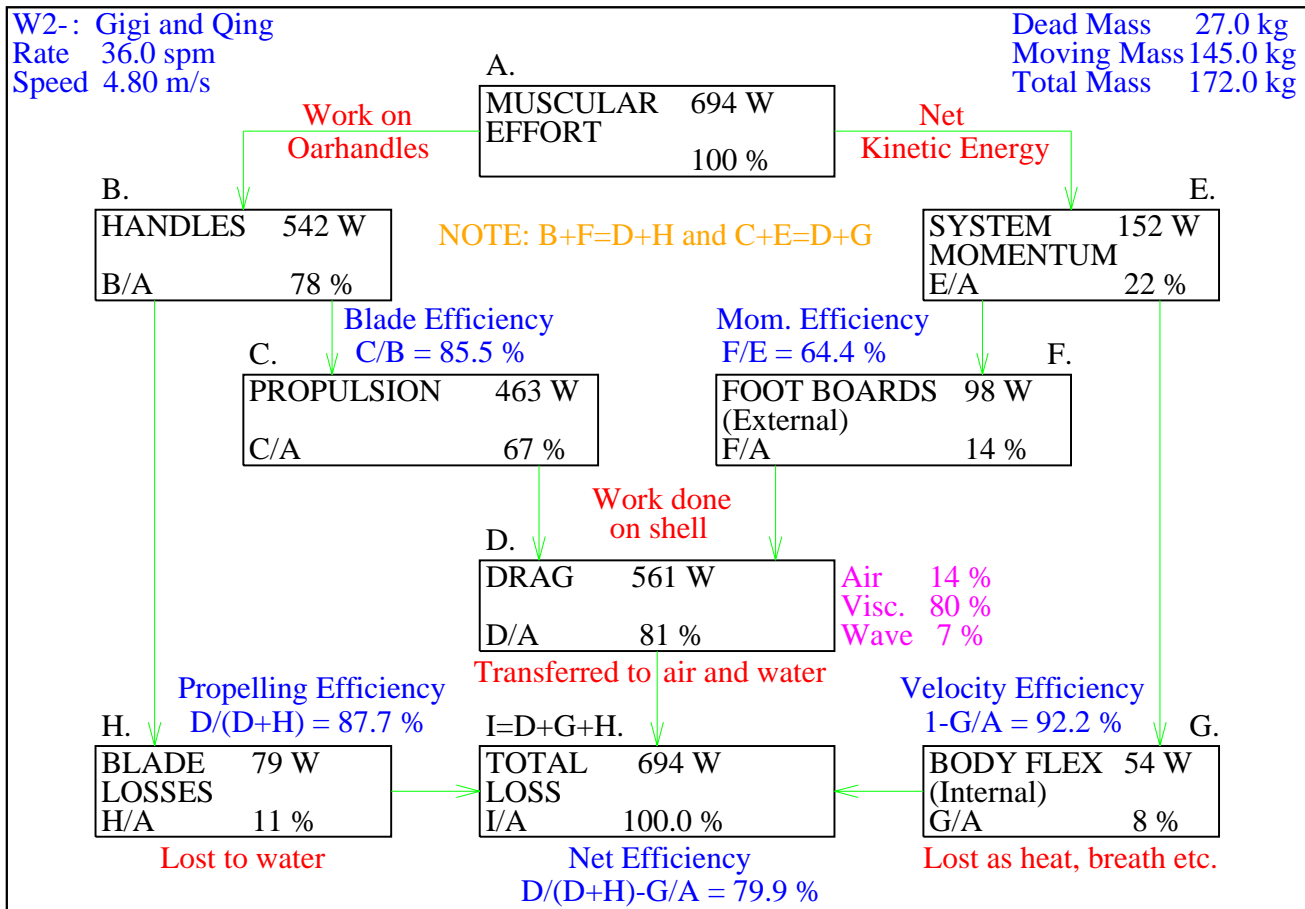 W2-: Gigi and Qing
Rate 36.0 spm
Speed 4.80 m/s
Dead Mass 27.0 kg
Moving Mass 145.0 kg
Total Mass 172.0 kg
A.
MUSCULAR 694 W
EFFORT
100 %
Work on
Oarhandles
Net
Kinetic Energy
B.
HANDLES 542 W
B/A 78 %
NOTE: B+F=D+H and C+E=D+G
E.
SYSTEM 152 W
MOMENTUM
E/A 22 %
Blade Efficiency
C/B = 85.5 %
Mom. Efficiency
F/E = 64.4 %
C.
PROPULSION 463 W
C/A 67 %
F.
FOOT BOARDS 98 W
(External)
F/A 14 %
Work done
on shell
D.
DRAG 561 W
D/A 81 %
Air 14 %
Visc. 80 %
Wave 7 %
Transferred to air and water
Propelling Efficiency
D/(D+H) = 87.7 %
Velocity Efficiency
1-G/A = 92.2 %
H.
BLADE 79 W
LOSSES
H/A 11 %
Lost to water
I=D+G+H.
TOTAL 694 W
LOSS
I/A 100.0 %
Net Efficiency
D/(D+H)-G/A = 79.9 %
G.
BODY FLEX 54 W
(Internal)
G/A 8 %
Lost as heat, breath etc.